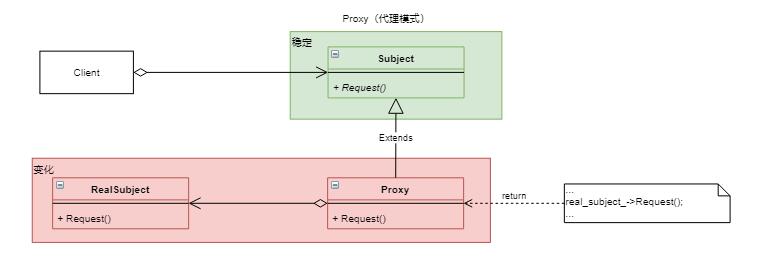 Proxy（代理模式）
稳定
Subject
Client
+ Request()
Extends
变化
RealSubject
Proxy
+ Request()
+ Request()
return
...
real_subject_->Request();
...